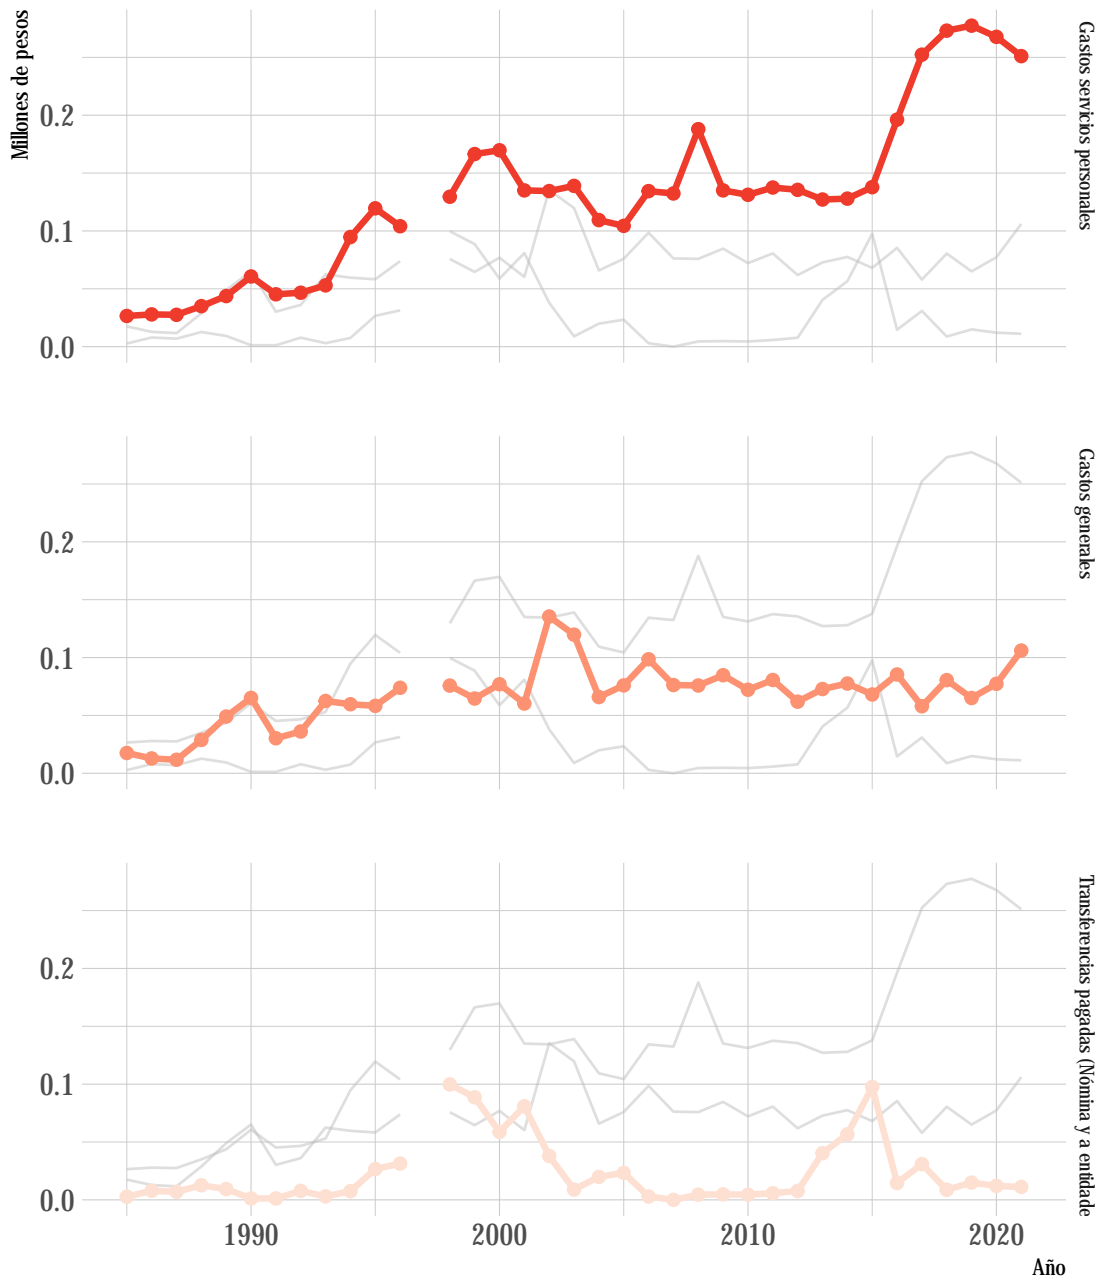 Millones de pesos
0.2
0.1
0.0
Gastos servicios personales
0.2
0.1
0.0
Gastos generales
0.2
0.1
0.0
Transferencias pagadas (Nómina y a entidade
1990 2000 2010 2020
Año